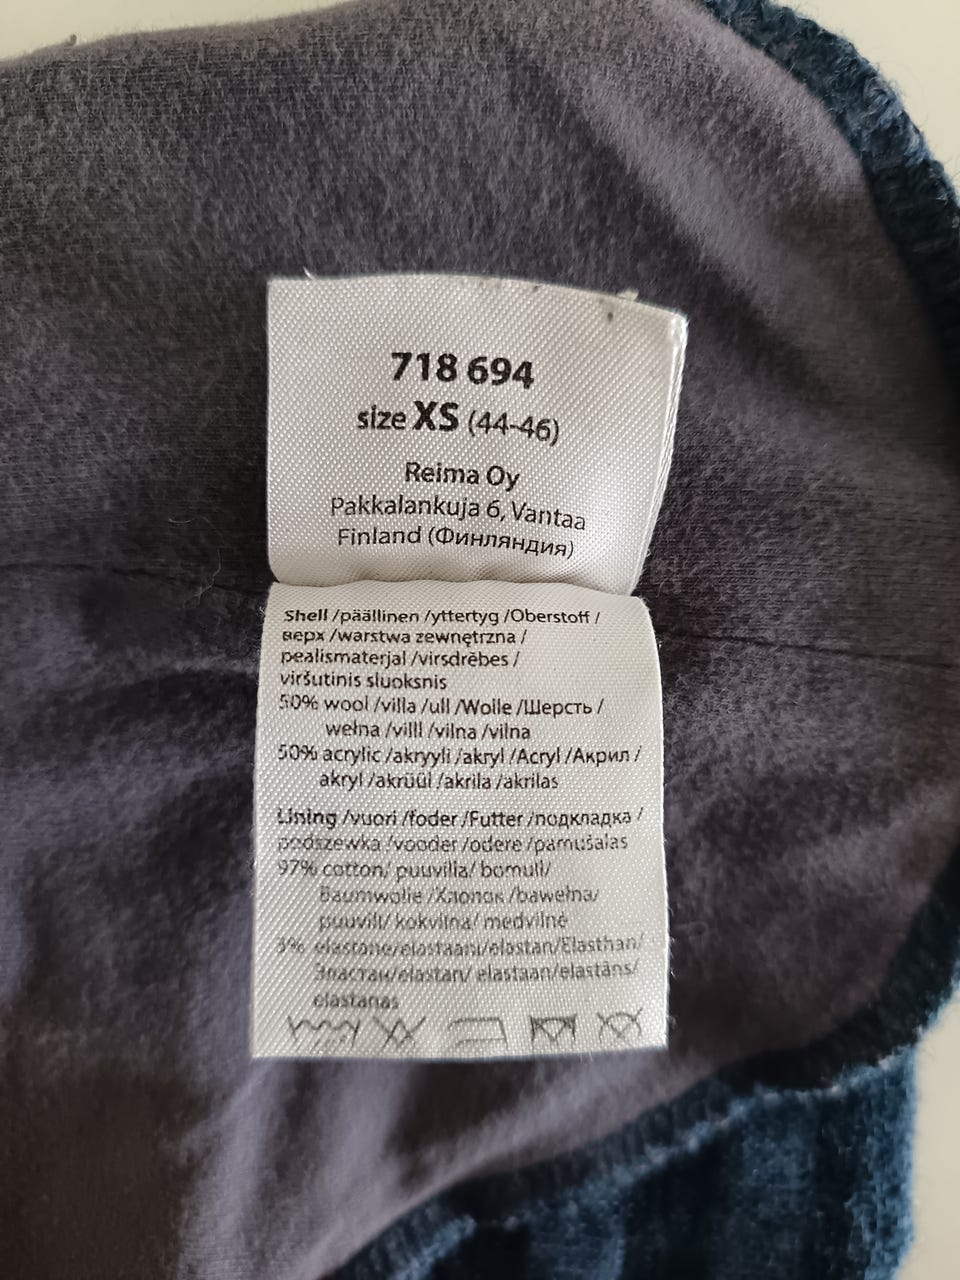 718 694
size XS (44-46)
Reima Oy
Pakkalankuja 6, Vantaa
Finland (Финляндия)
Shell /päällinen /yttertyg /Oberstoff /
верх /warstwa zewnętrzna /
pealismaterjal /virsdrēbes /
viršutinis sluoksnis
50% wool /villa /ull /Wolle /Шерсть /
wełna /villl /vilna /vilna
50% acrylic /akryyli /akryl /Acryl /Акрил /
akryl /akrüül /akrila /akrilas
Lining /vuori /foder /Futter /подкладка /
podszewka /vooder /odere /pamušalas
97% cotton/ puuvilla/ bomull/
Baumwolle /Хлопок /bawełna/
puuvill/ kokvilna/ medvilnė
3% elastane/elastaani/elastan/Elasthan/
Эластан/elastan/ elastaan/elastāns/
elastanas